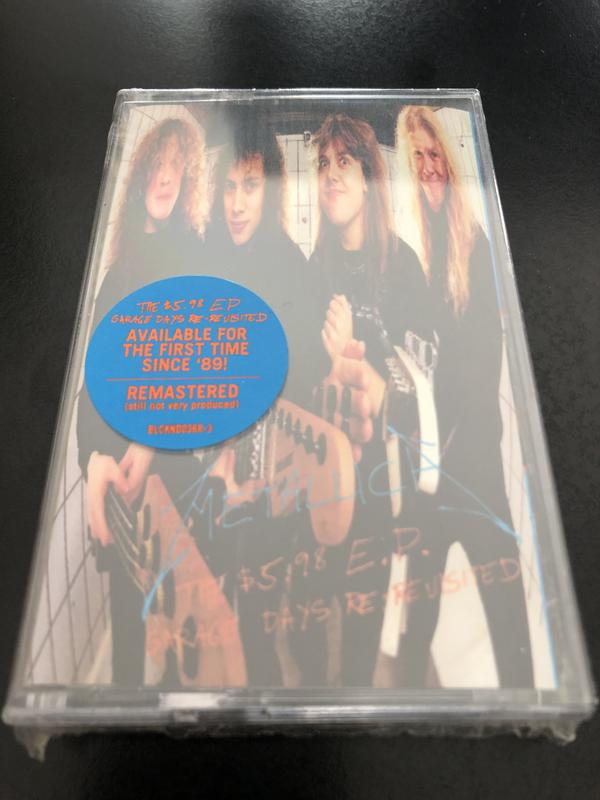 THE $5.98 E.P.
GARAGE DAYS RE-REVISITED
AVAILABLE FOR
THE FIRST TIME
SINCE '89!
REMASTERED
(still not very produced)
METALLICA
THE $5.98 E.P.
GARAGE DAYS RE-REVISITED